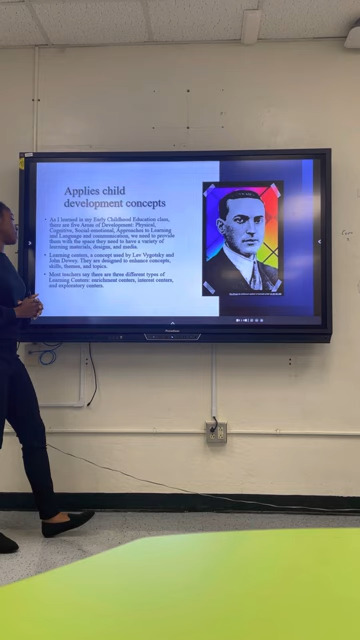 Applies child
development concepts
• As I learned in my Early Childhood Education class,
there are five Areas of Development: Physical,
Cognitive, Social-emotional, Approaches to Learning
and Language and communication, we need to provide
them with the space they need to have a variety of
learning materials, designs, and media.
• Learning centers, a concept used by Lev Vygotsky and
John Dewey. They are designed to enhance concepts,
skills, themes, and topics.
• Most teachers say there are three different types of
Learning Centers: enrichment centers, interest centers,
and exploratory centers.